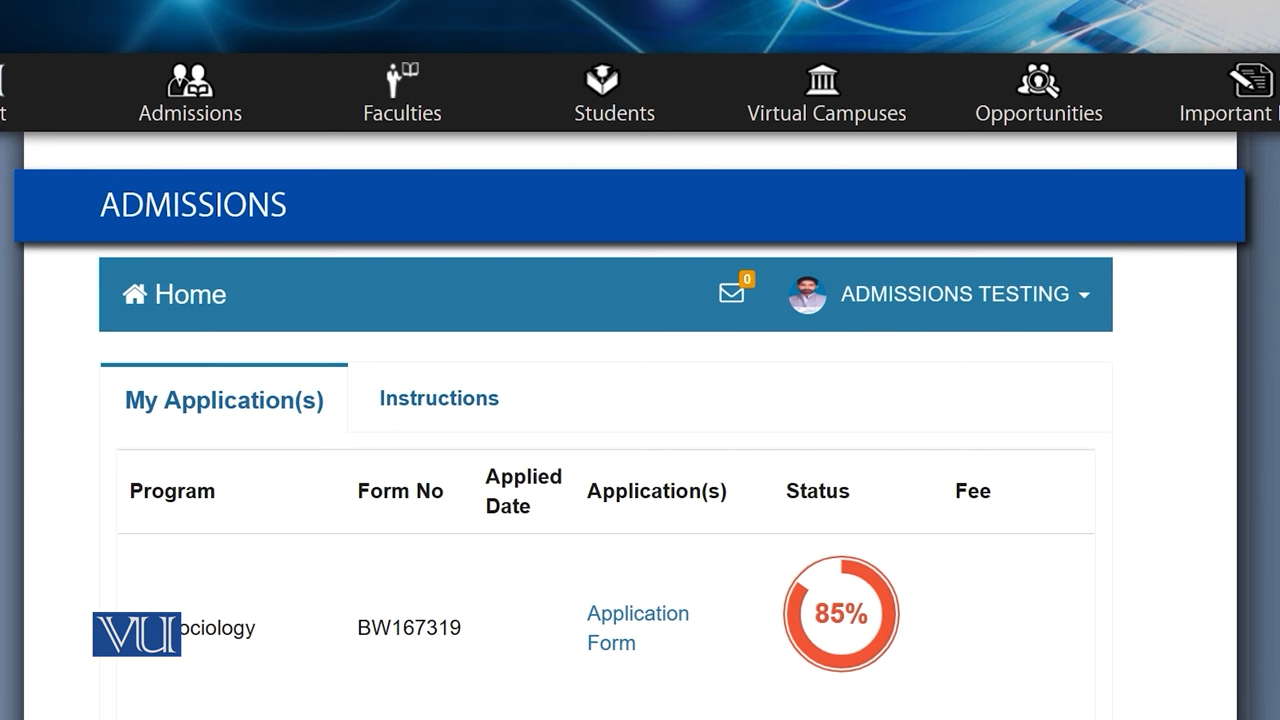 t
Admissions
Faculties
Students
Virtual Campuses
Opportunities
Important
ADMISSIONS
Home
0
ADMISSIONS TESTING
My Application(s)
Instructions
Program
Form No
Applied
Date
Application(s)
Status
Fee
VU
ociology
BW167319
Application
Form
85%